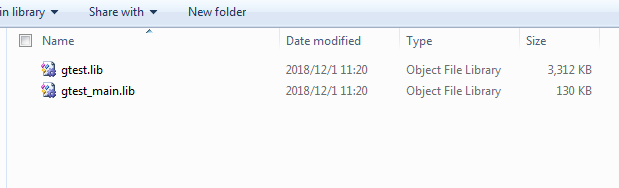 in library Share with New folder
Name Date modified Type Size
gtest.lib 2018/12/1 11:20 Object File Library 3,312 KB
gtest_main.lib 2018/12/1 11:20 Object File Library 130 KB